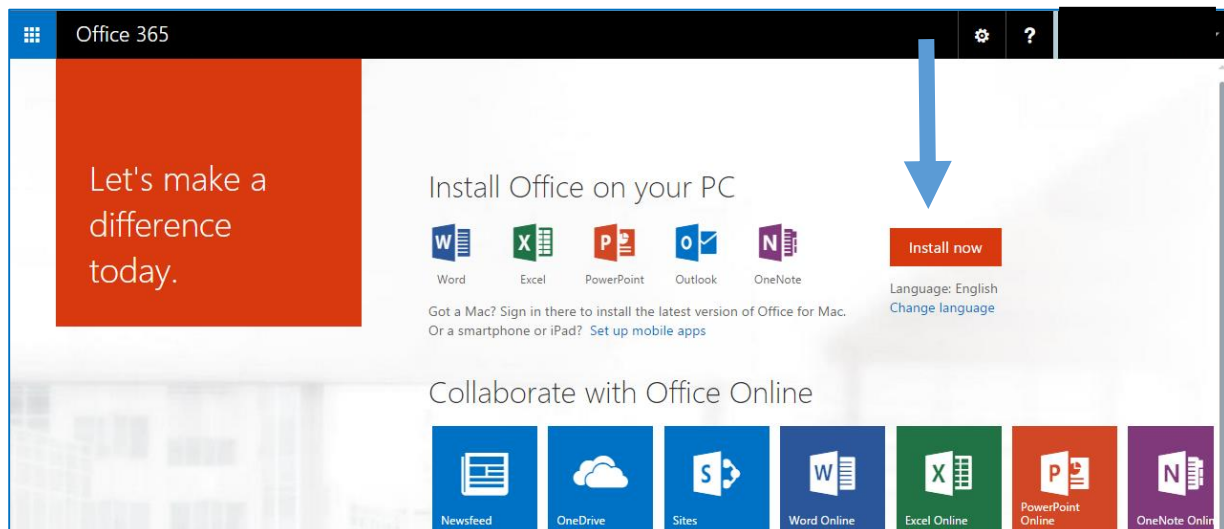 Office 365
?
Let's make a
difference
today.
Install Office on your PC
Word Excel PowerPoint Outlook OneNote
Got a Mac? Sign in there to install the latest version of Office for Mac.
Or a smartphone or iPad? Set up mobile apps
Install now
Language: English
Change language
Collaborate with Office Online
Newsfeed
OneDrive
Sites
Word Online
Excel Online
PowerPoint
Online
OneNote Onlin